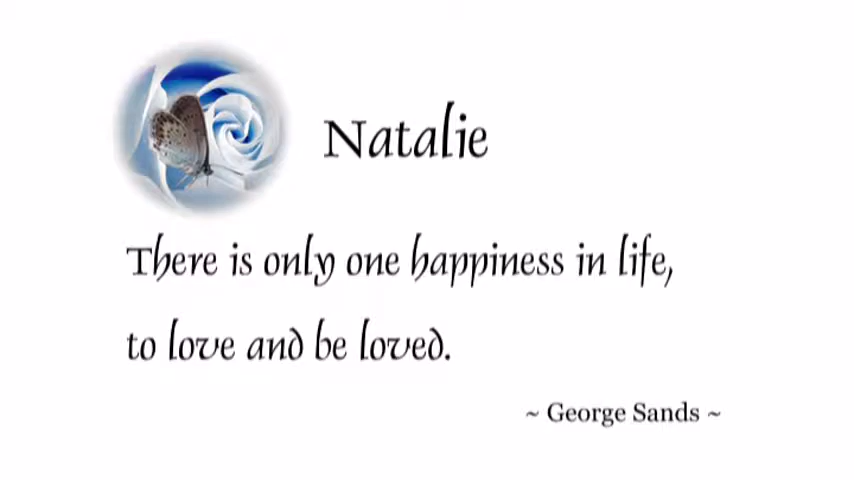 Natalie
There is only one happiness in life,
to love and be loved.
~ George Sands ~